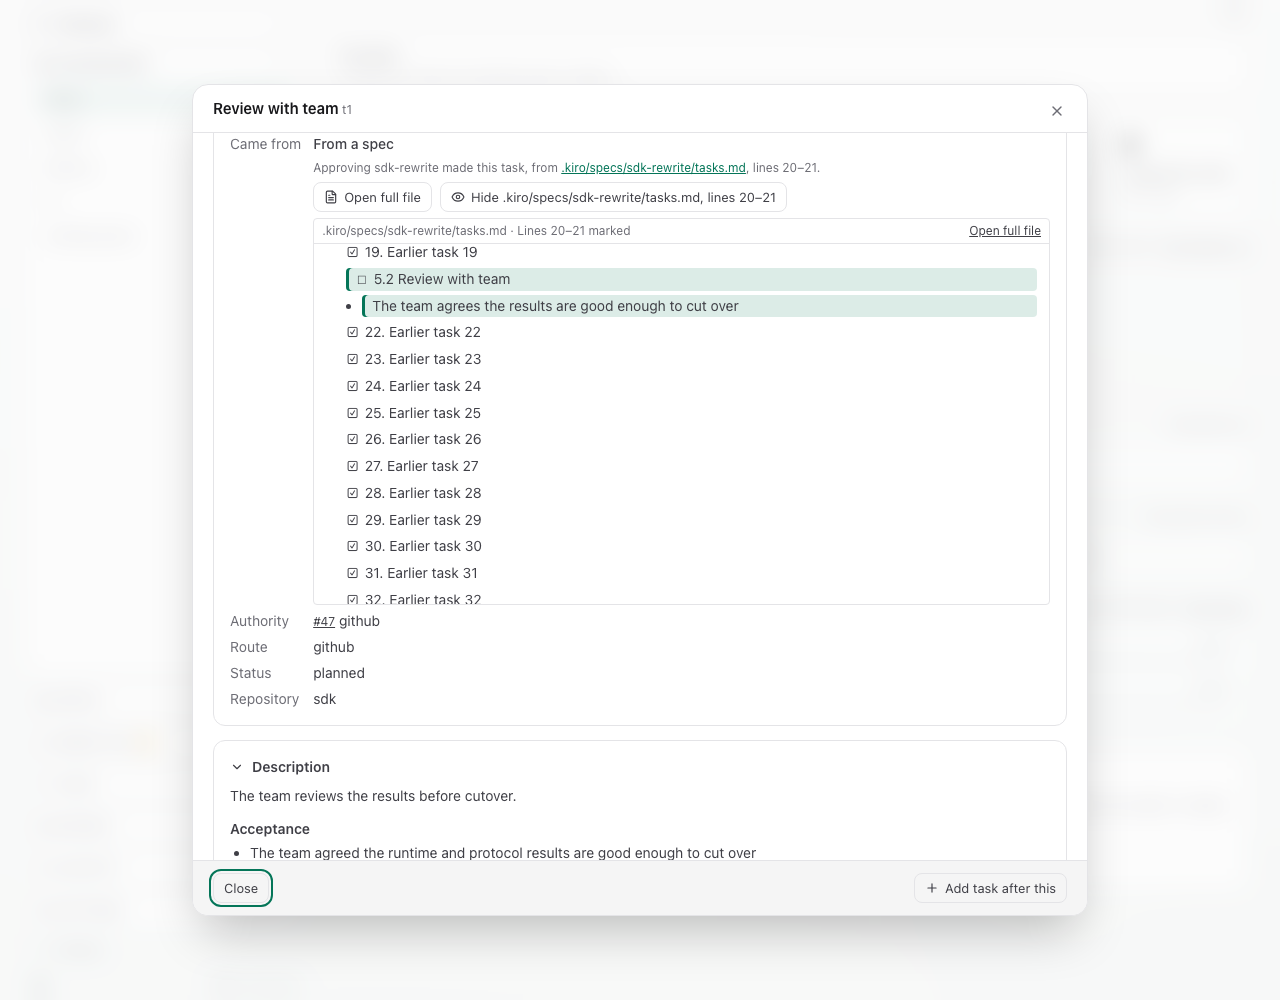 Review with team t1
Came from From a spec
Approving sdk-rewrite made this task, from .kiro/specs/sdk-rewrite/tasks.md, lines 20–21.
Open full file
Hide .kiro/specs/sdk-rewrite/tasks.md, lines 20–21
.kiro/specs/sdk-rewrite/tasks.md · Lines 20–21 marked
Open full file
19. Earlier task 19
5.2 Review with team
The team agrees the results are good enough to cut over
22. Earlier task 22
23. Earlier task 23
24. Earlier task 24
25. Earlier task 25
26. Earlier task 26
27. Earlier task 27
28. Earlier task 28
29. Earlier task 29
30. Earlier task 30
31. Earlier task 31
32. Earlier task 32
Authority #47 github
Route github
Status planned
Repository sdk
Description
The team reviews the results before cutover.
Acceptance
The team agreed the runtime and protocol results are good enough to cut over
Close
Add task after this